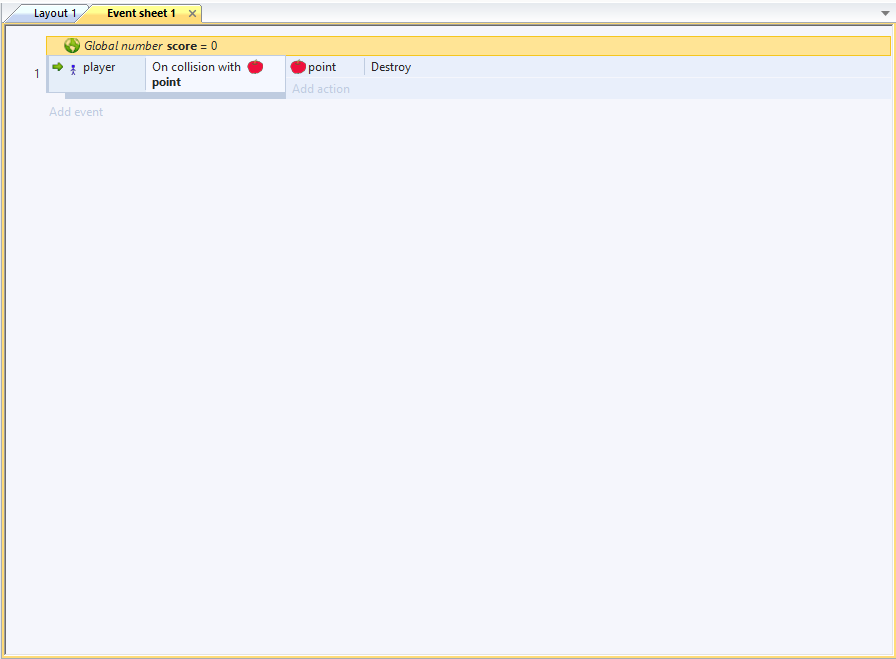 Layout 1 Event sheet 1
Global number score = 0
1 player On collision with point Destroy
point
Add action
Add event